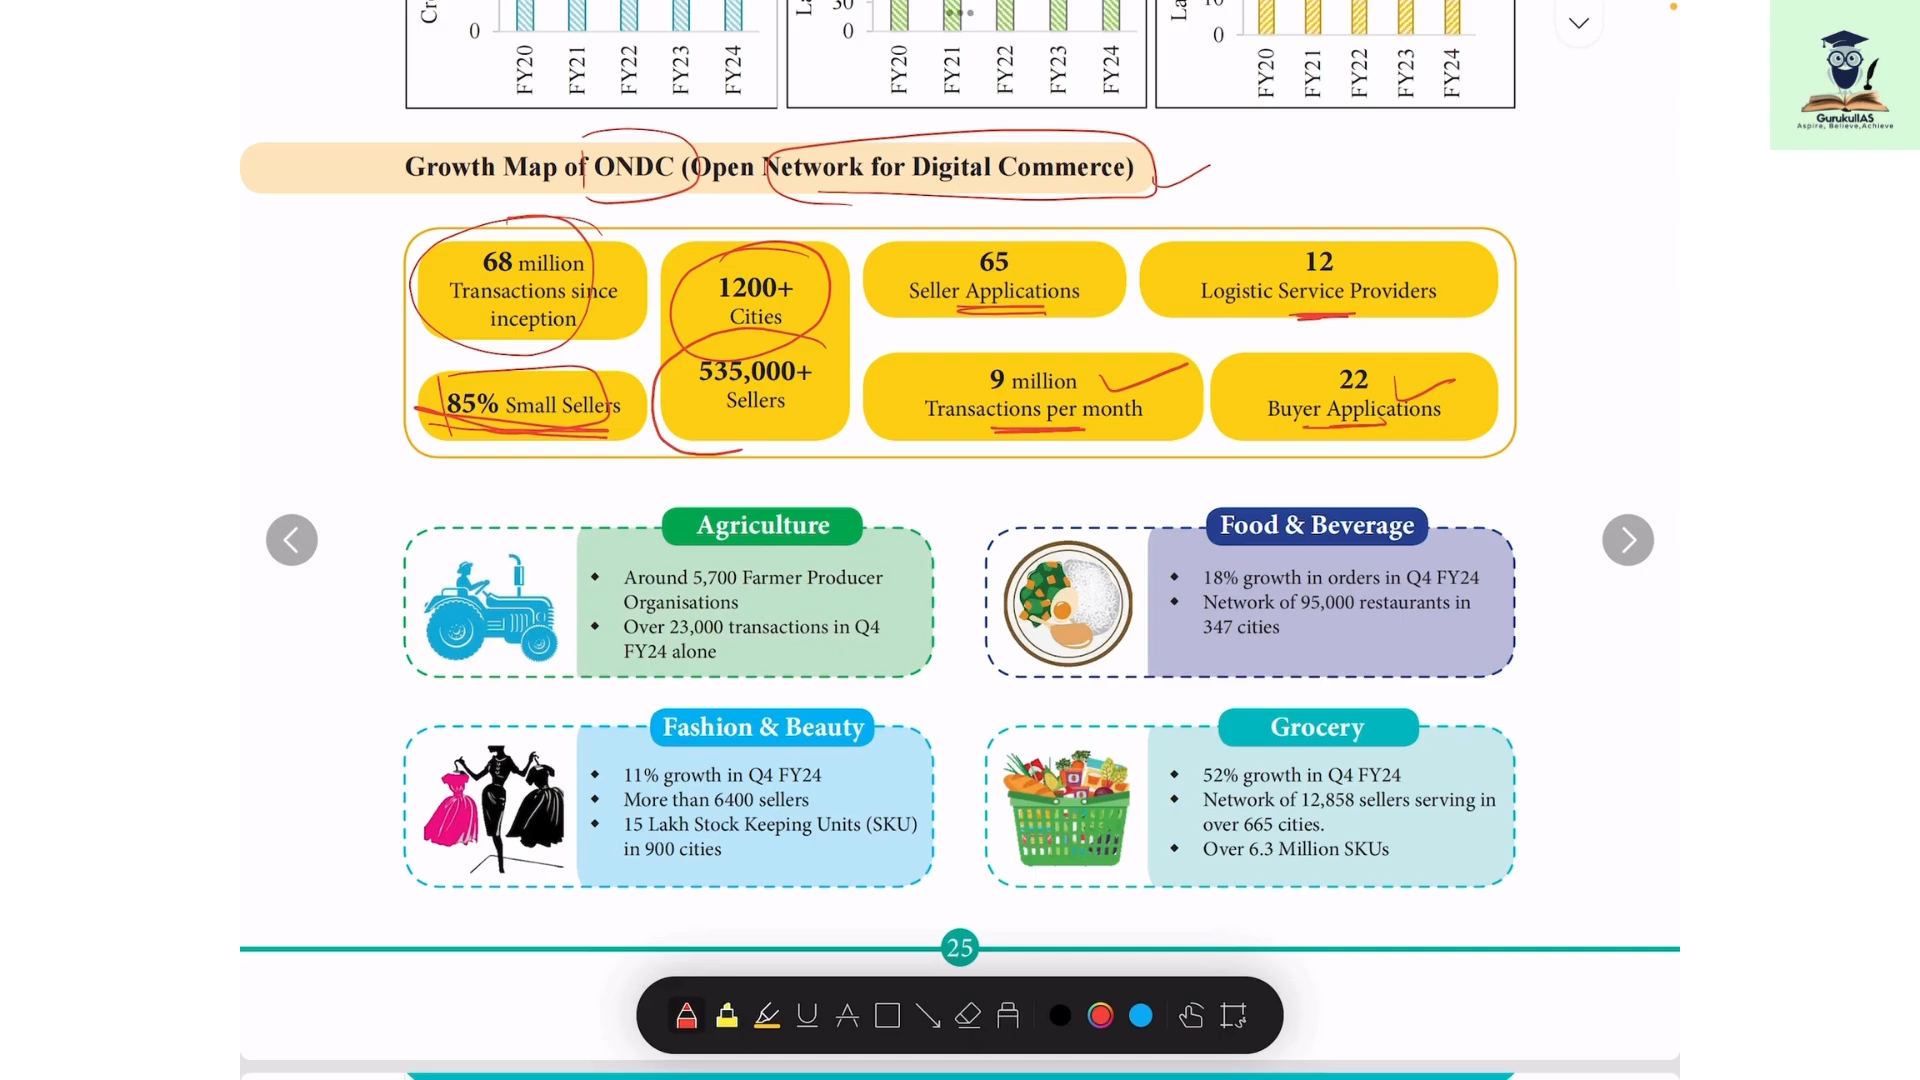 0
FY20
FY21
FY22
FY23
FY24
30
0
FY20
FY21
FY22
FY23
FY24
0
FY20
FY21
FY22
FY23
FY24
GurukulIAS
Aspire, Believe,Achieve
Growth Map of ONDC (Open Network for Digital Commerce)
68 million
Transactions since
inception
1200+
Cities
65
Seller Applications
12
Logistic Service Providers
85% Small Sellers
535,000+
Sellers
9 million
Transactions per month
22
Buyer Applications
Agriculture
Around 5,700 Farmer Producer
Organisations
Over 23,000 transactions in Q4
FY24 alone
Food & Beverage
18% growth in orders in Q4 FY24
Network of 95,000 restaurants in
347 cities
Fashion & Beauty
11% growth in Q4 FY24
More than 6400 sellers
15 Lakh Stock Keeping Units (SKU)
in 900 cities
Grocery
52% growth in Q4 FY24
Network of 12,858 sellers serving in
over 665 cities.
Over 6.3 Million SKUs
25